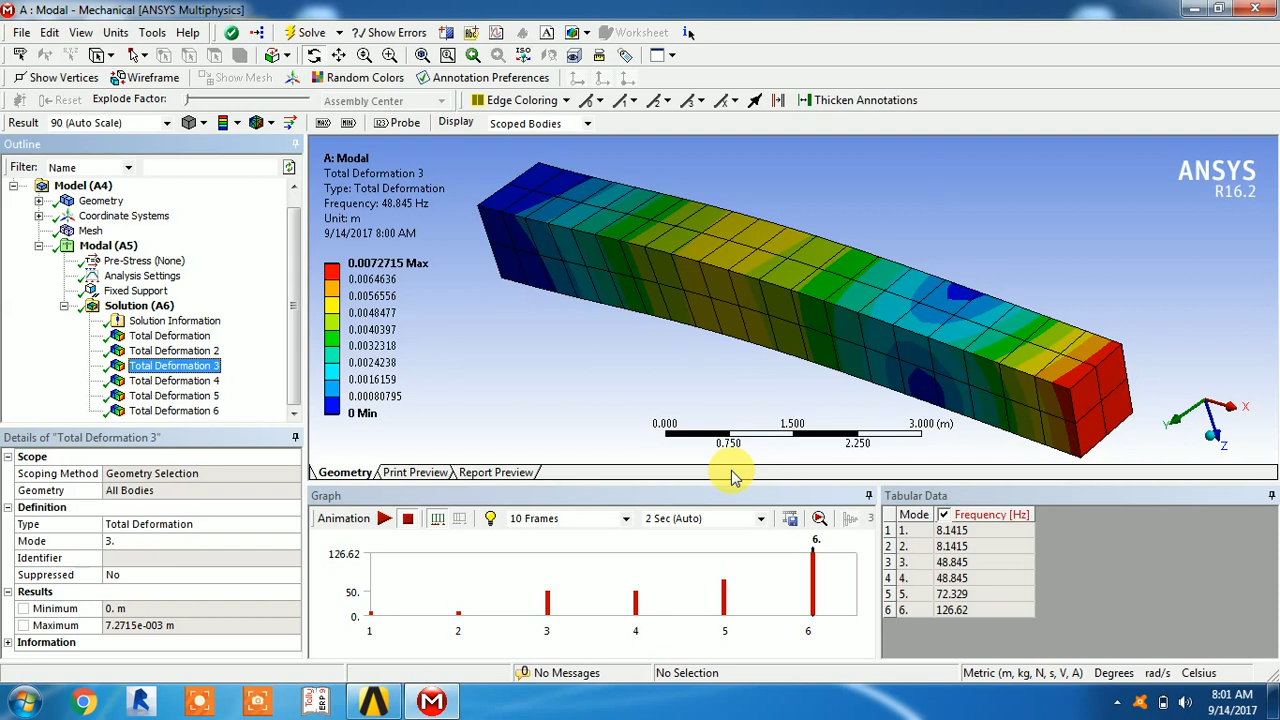 A : Modal - Mechanical [ANSYS Multiphysics]
File Edit View Units Tools Help Solve ?/Show Errors Worksheet
Show Vertices Wireframe Show Mesh Random Colors Annotation Preferences
Reset Explode Factor: Assembly Center Edge Coloring Thicken Annotations
Result 90 (Auto Scale) Probe Display Scoped Bodies
Outline
Filter: Name
Model (A4)
Geometry
Coordinate Systems
Mesh
Modal (A5)
Pre-Stress (None)
Analysis Settings
Fixed Support
Solution (A6)
Solution Information
Total Deformation
Total Deformation 2
Total Deformation 3
Total Deformation 4
Total Deformation 5
Total Deformation 6
Details of "Total Deformation 3"
Scope
Scoping Method Geometry Selection
Geometry All Bodies
Definition
Type Total Deformation
Mode 3.
Identifier
Suppressed No
Results
Minimum 0. m
Maximum 7.2715e-003 m
Information
A: Modal
Total Deformation 3
Type: Total Deformation
Frequency: 48.845 Hz
Unit: m
9/14/2017 8:00 AM
0.0072715 Max
0.0064636
0.0056556
0.0048477
0.0040397
0.0032318
0.0024238
0.0016159
0.00080795
0 Min
ANSYS
R16.2
0.000 1.500 3.000 (m)
0.750 2.250
X
Y
Z
Geometry Print Preview Report Preview
Graph
Animation 10 Frames 2 Sec (Auto) 3
6.
126.62
50.
0.
1 2 3 4 5 6
Tabular Data
Mode Frequency [Hz]
1 1. 8.1415
2 2. 8.1415
3 3. 48.845
4 4. 48.845
5 5. 72.329
6 6. 126.62
0 No Messages No Selection Metric (m, kg, N, s, V, A) Degrees rad/s Celsius
8:01 AM
9/14/2017